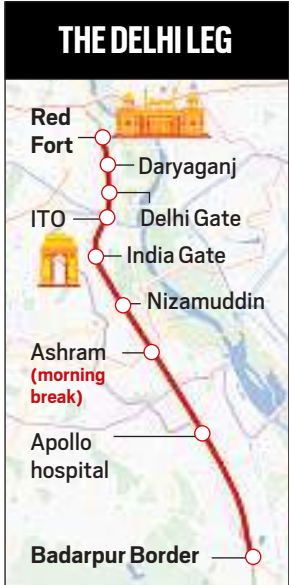 THE DELHI LEG
Red
Fort
Daryaganj
ITO
Delhi Gate
India Gate
Nizamuddin
Ashram
(morning
break)
Apollo
hospital
Badarpur Border